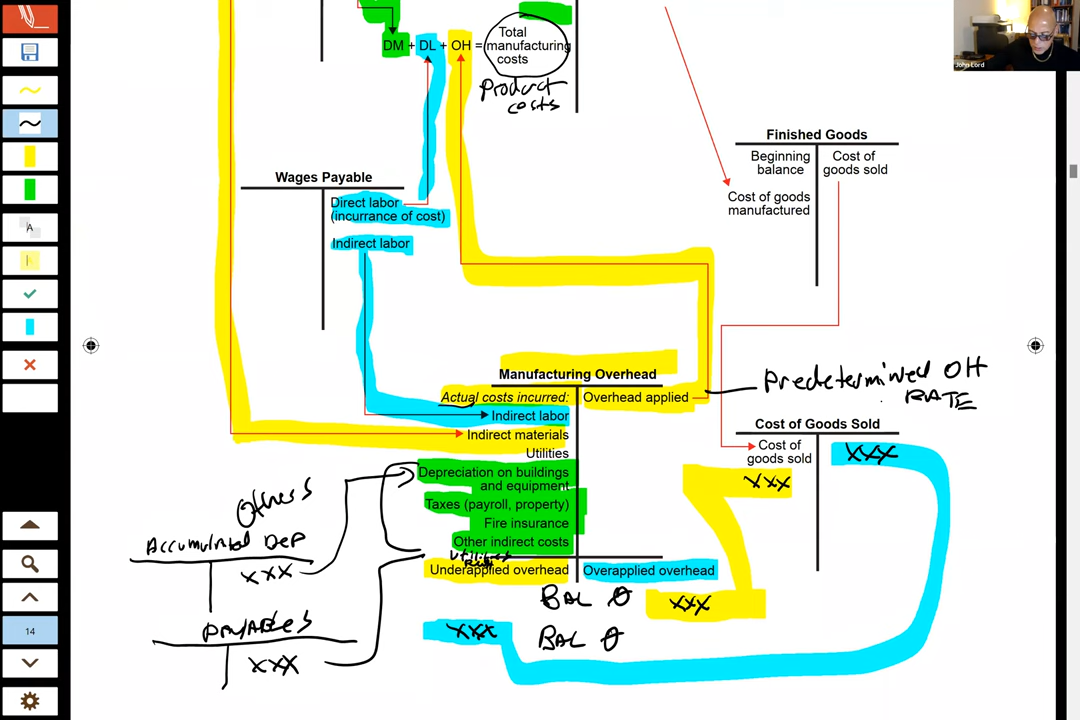 John Lord
DM + DL + OH =
Total
manufacturing
costs
Product
costs
Finished Goods
Beginning
balance
Cost of
goods sold
Cost of goods
manufactured
Wages Payable
Direct labor
(incurrance of cost)
Indirect labor
Manufacturing Overhead
Actual costs incurred:
Overhead applied
Predetermined OH
RATE
Indirect labor
Indirect materials
Utilities
Depreciation on buildings
and equipment
Taxes (payroll, property)
Fire insurance
Other indirect costs
Utilities
Underapplied overhead
Overapplied overhead
BAL 0
XXX
XXX
BAL 0
Cost of Goods Sold
Cost of
goods sold
XXX
XXX
Others
Accumulated Dep
XXX
PAYABLES
XXX
A
14